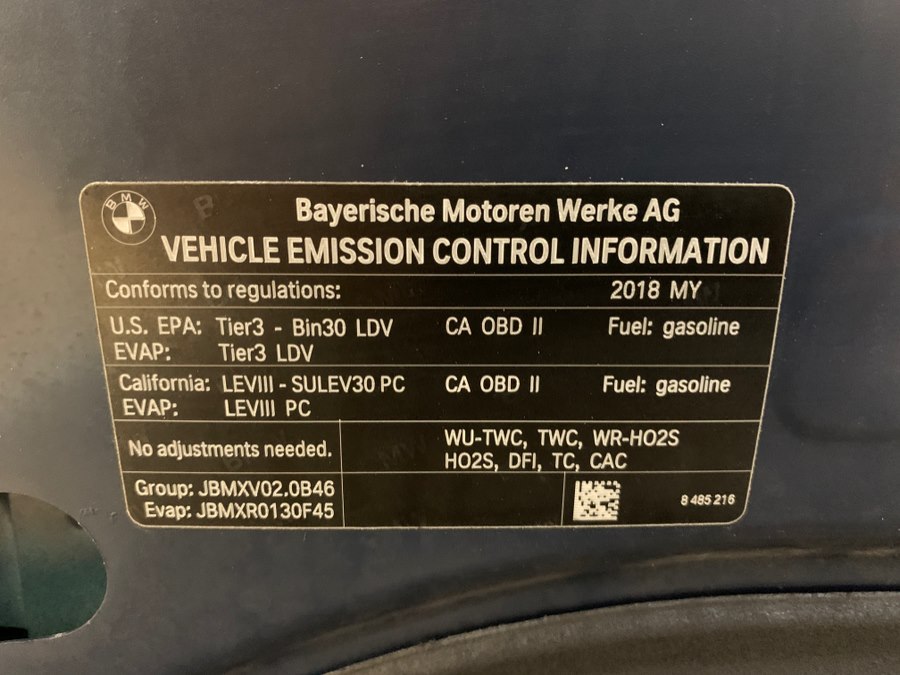 BMW
Bayerische Motoren Werke AG
VEHICLE EMISSION CONTROL INFORMATION
Conforms to regulations: 2018 MY
U.S. EPA: Tier3 - Bin30 LDV CA OBD II Fuel: gasoline
EVAP: Tier3 LDV
California: LEVIII - SULEV30 PC CA OBD II Fuel: gasoline
EVAP: LEVIII PC
No adjustments needed.
WU-TWC, TWC, WR-HO2S
HO2S, DFI, TC, CAC
Group: JBMXV02.0B46
Evap: JBMXR0130F45
8 485 216